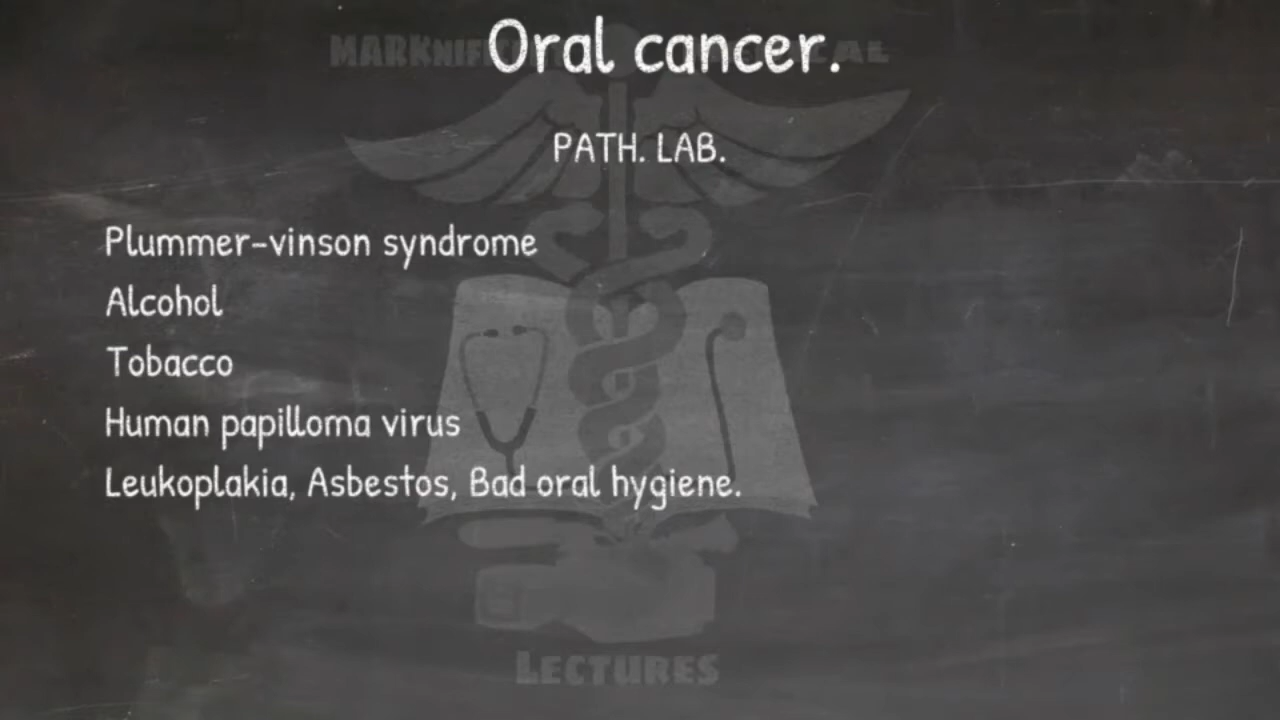 Oral cancer.
PATH. LAB.
Plummer-vinson syndrome
Alcohol
Tobacco
Human papilloma virus
Leukoplakia, Asbestos, Bad oral hygiene.
LECTURES